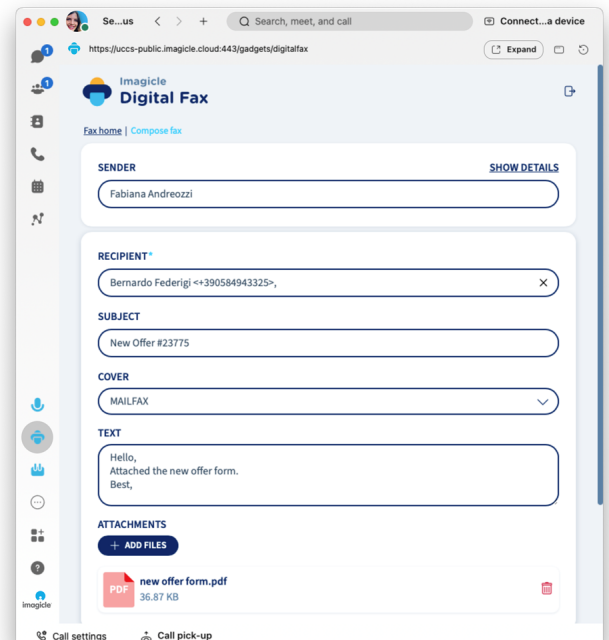 Se...us
Search, meet, and call
Connect...a device
1
https://uccs-public.imagicle.cloud:443/gadgets/digitalfax
Expand
1
Imagicle
Digital Fax
Fax home | Compose fax
SENDER
SHOW DETAILS
Fabiana Andreozzi
RECIPIENT*
Bernardo Federigi <+390584943325>,
SUBJECT
New Offer #23775
COVER
MAILFAX
TEXT
Hello,
Attached the new offer form.
Best,
ATTACHMENTS
+ ADD FILES
PDF
new offer form.pdf
36.87 KB
imagicle
Call settings
Call pick-up